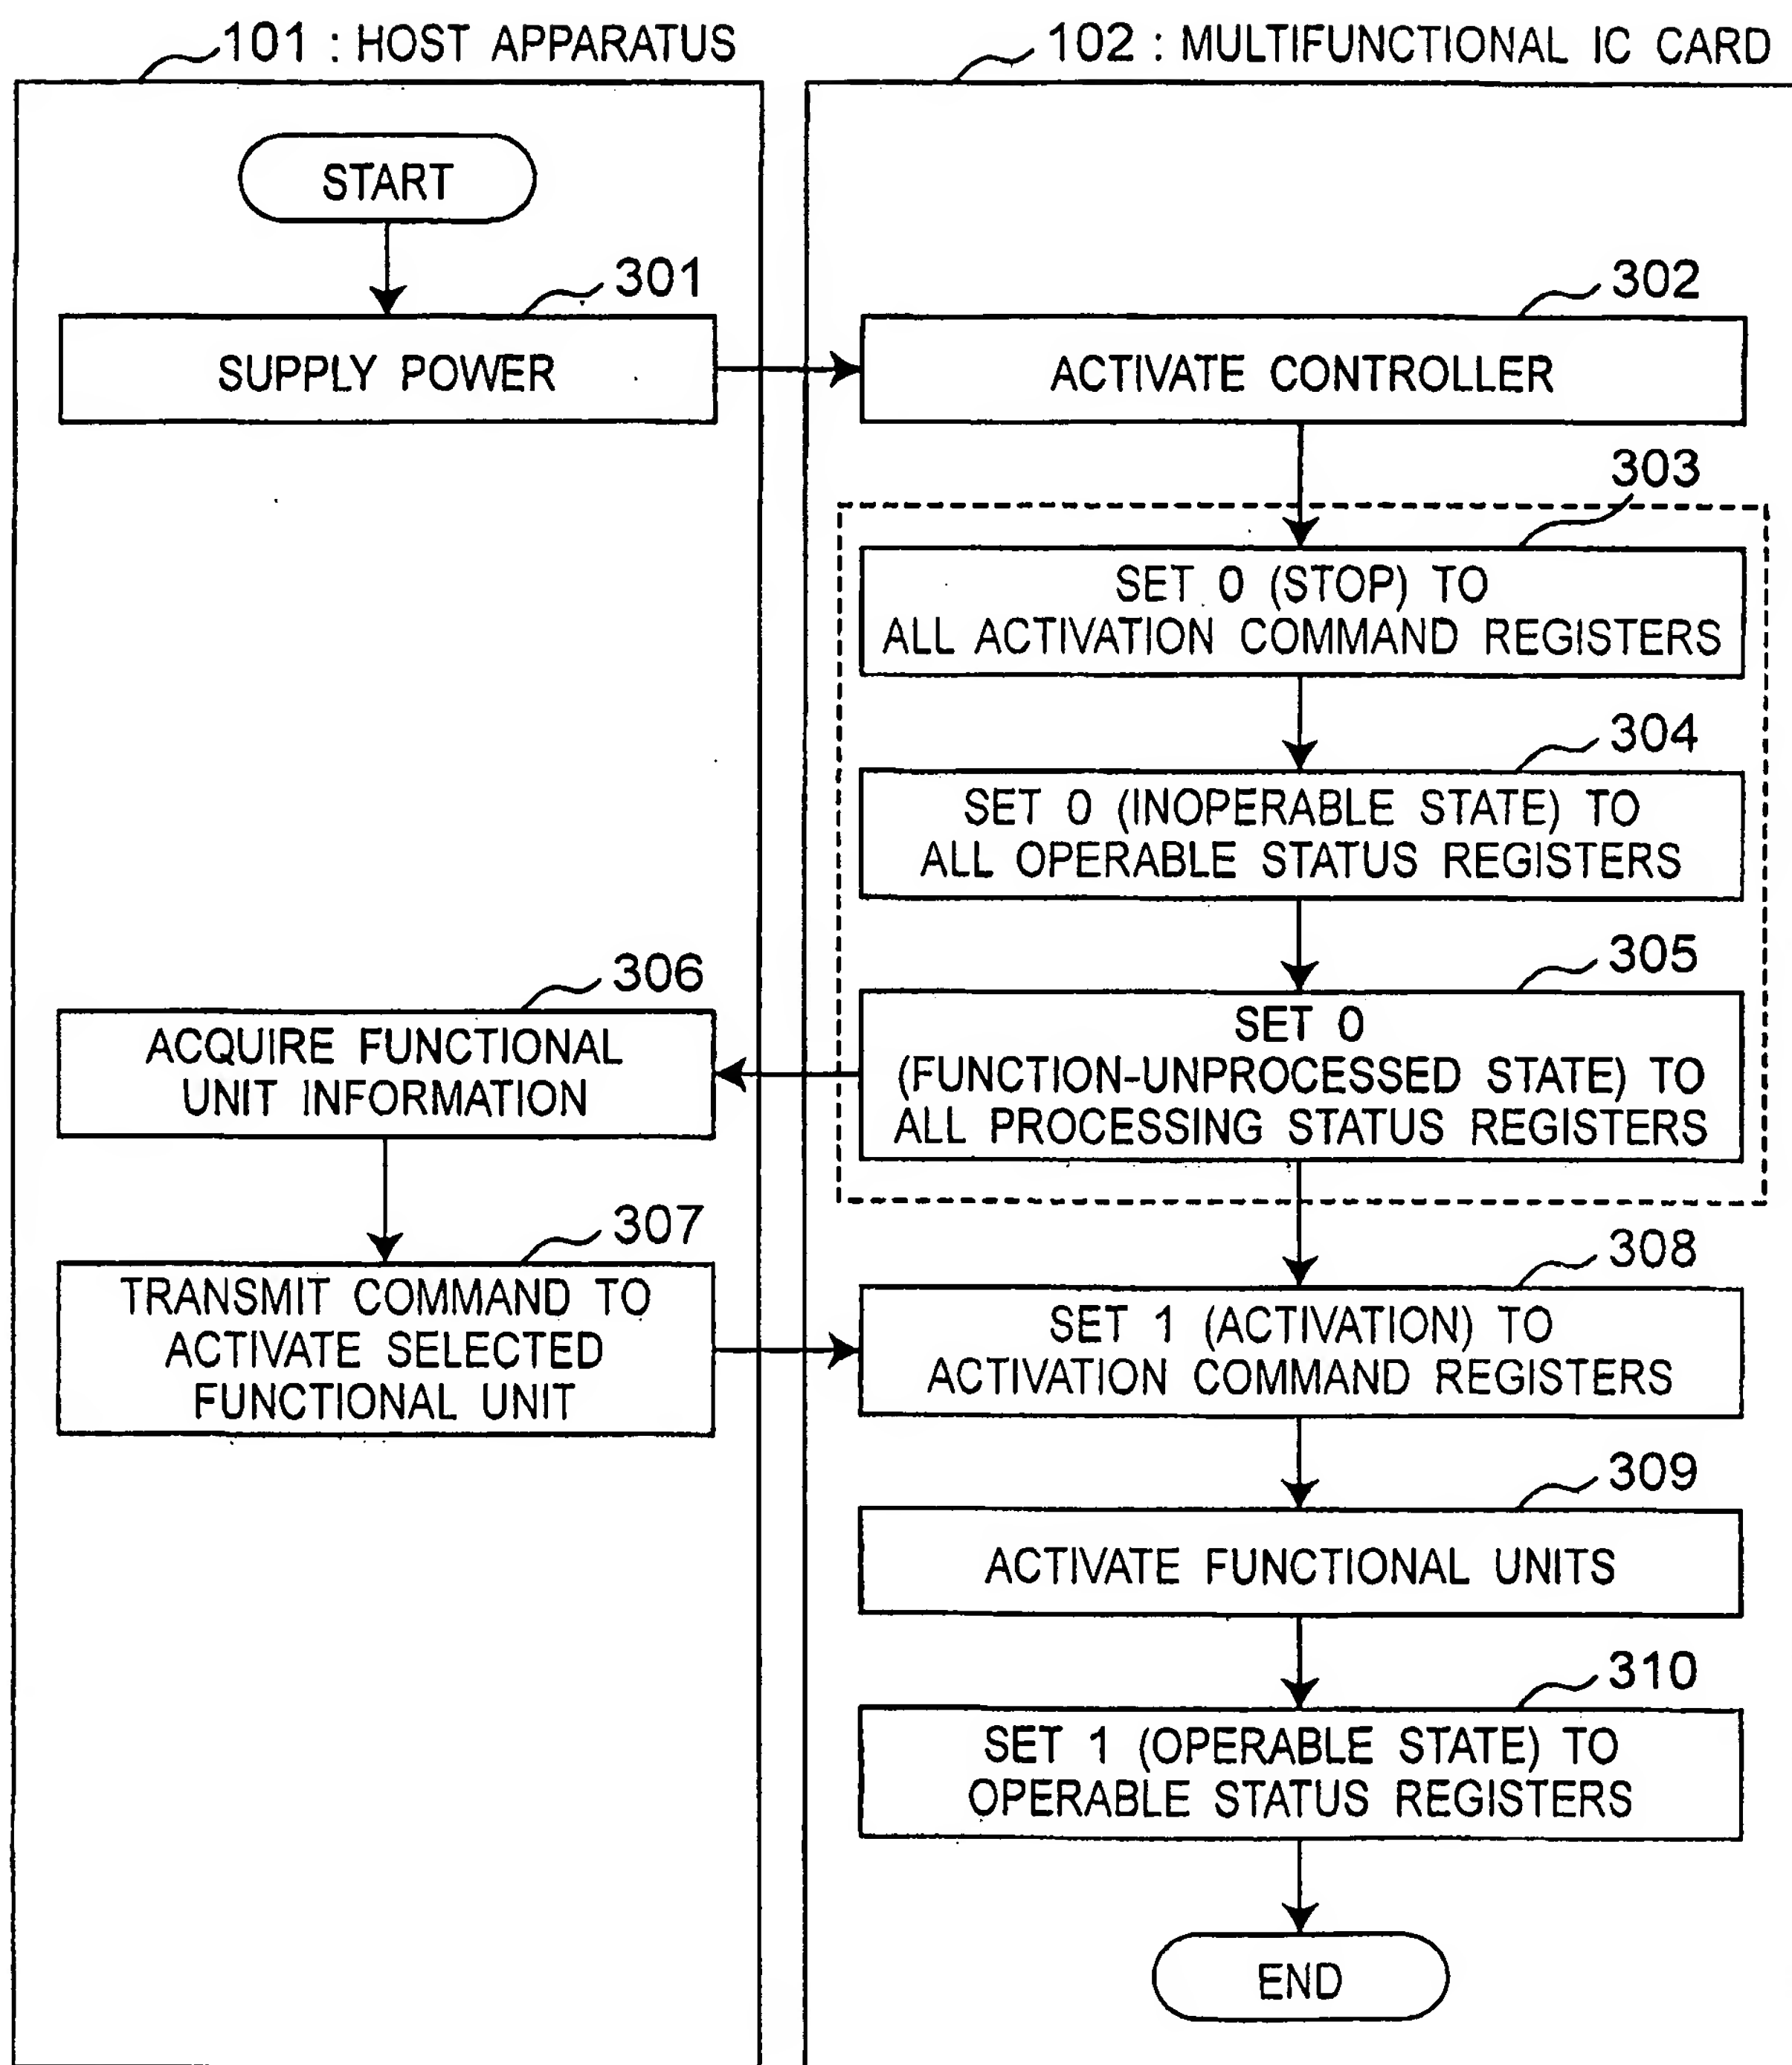 101 : HOST APPARATUS
102 : MULTIFUNCTIONAL IC CARD
START
301
SUPPLY POWER
302
ACTIVATE CONTROLLER
303
SET 0 (STOP) TO
ALL ACTIVATION COMMAND REGISTERS
304
SET 0 (INOPERABLE STATE) TO
ALL OPERABLE STATUS REGISTERS
305
SET 0
(FUNCTION-UNPROCESSED STATE) TO
ALL PROCESSING STATUS REGISTERS
306
ACQUIRE FUNCTIONAL
UNIT INFORMATION
307
TRANSMIT COMMAND TO
ACTIVATE SELECTED
FUNCTIONAL UNIT
308
SET 1 (ACTIVATION) TO
ACTIVATION COMMAND REGISTERS
309
ACTIVATE FUNCTIONAL UNITS
310
SET 1 (OPERABLE STATE) TO
OPERABLE STATUS REGISTERS
END